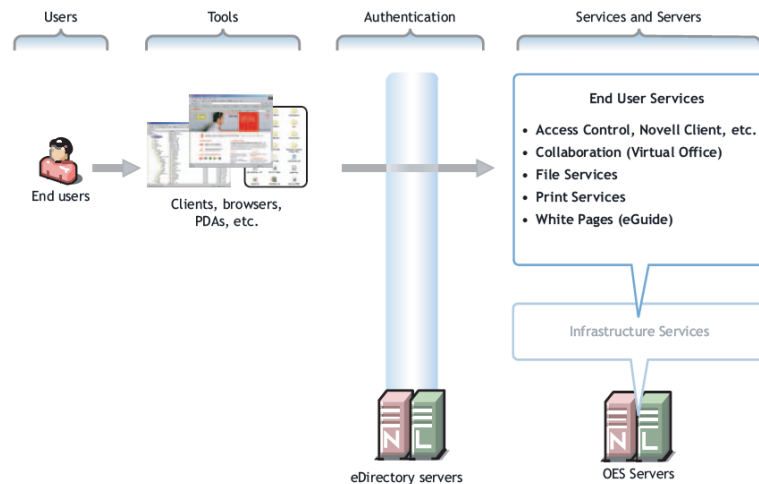 Users
Tools
Authentication
Services and Servers
End users
Clients, browsers,
PDAs, etc.
End User Services
• Access Control, Novell Client, etc.
• Collaboration (Virtual Office)
• File Services
• Print Services
• White Pages (eGuide)
Infrastructure Services
N L
eDirectory servers
N L
OES Servers